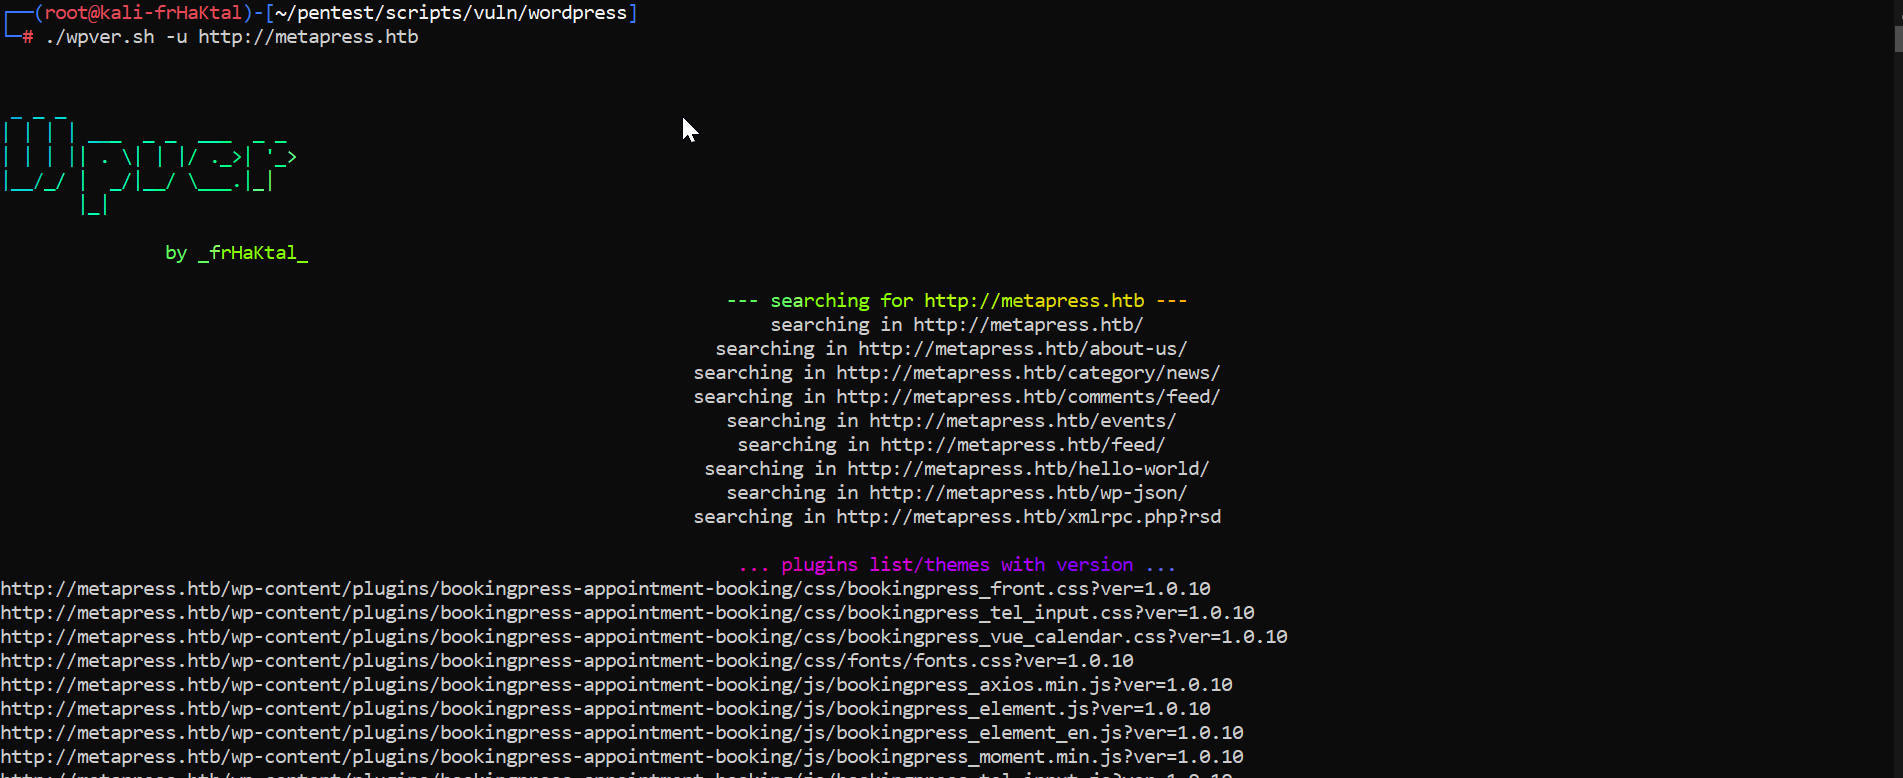 ┌──(root@kali-frHaKtal)-[~/pentest/scripts/vuln/wordpress]
└─# ./wpver.sh -u http://metapress.htb
Wpver
by _frHaKtal_
--- searching for http://metapress.htb ---
searching in http://metapress.htb/
searching in http://metapress.htb/about-us/
searching in http://metapress.htb/category/news/
searching in http://metapress.htb/comments/feed/
searching in http://metapress.htb/events/
searching in http://metapress.htb/feed/
searching in http://metapress.htb/hello-world/
searching in http://metapress.htb/wp-json/
searching in http://metapress.htb/xmlrpc.php?rsd
... plugins list/themes with version ...
http://metapress.htb/wp-content/plugins/bookingpress-appointment-booking/css/bookingpress_front.css?ver=1.0.10
http://metapress.htb/wp-content/plugins/bookingpress-appointment-booking/css/bookingpress_tel_input.css?ver=1.0.10
http://metapress.htb/wp-content/plugins/bookingpress-appointment-booking/css/bookingpress_vue_calendar.css?ver=1.0.10
http://metapress.htb/wp-content/plugins/bookingpress-appointment-booking/css/fonts/fonts.css?ver=1.0.10
http://metapress.htb/wp-content/plugins/bookingpress-appointment-booking/js/bookingpress_axios.min.js?ver=1.0.10
http://metapress.htb/wp-content/plugins/bookingpress-appointment-booking/js/bookingpress_element.js?ver=1.0.10
http://metapress.htb/wp-content/plugins/bookingpress-appointment-booking/js/bookingpress_element_en.js?ver=1.0.10
http://metapress.htb/wp-content/plugins/bookingpress-appointment-booking/js/bookingpress_moment.min.js?ver=1.0.10